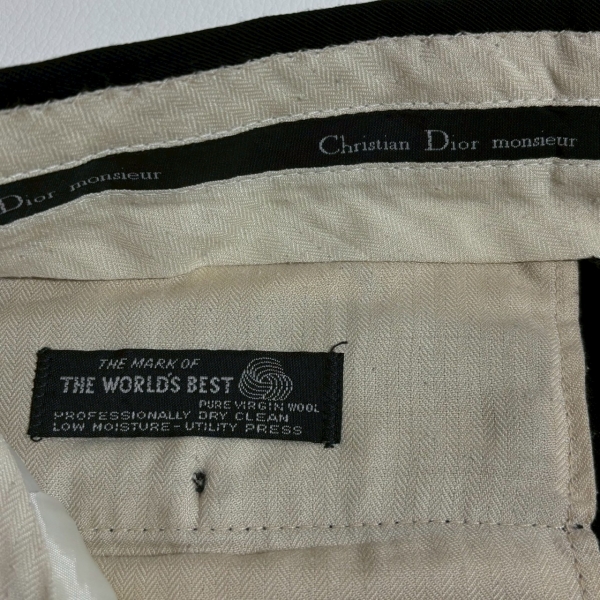 Christian Dior monsieur
Dior monsieur
THE MARK OF
THE WORLD'S BEST
PURE VIRGIN WOOL
PROFESSIONALLY DRY CLEAN
LOW MOISTURE - UTILITY PRESS